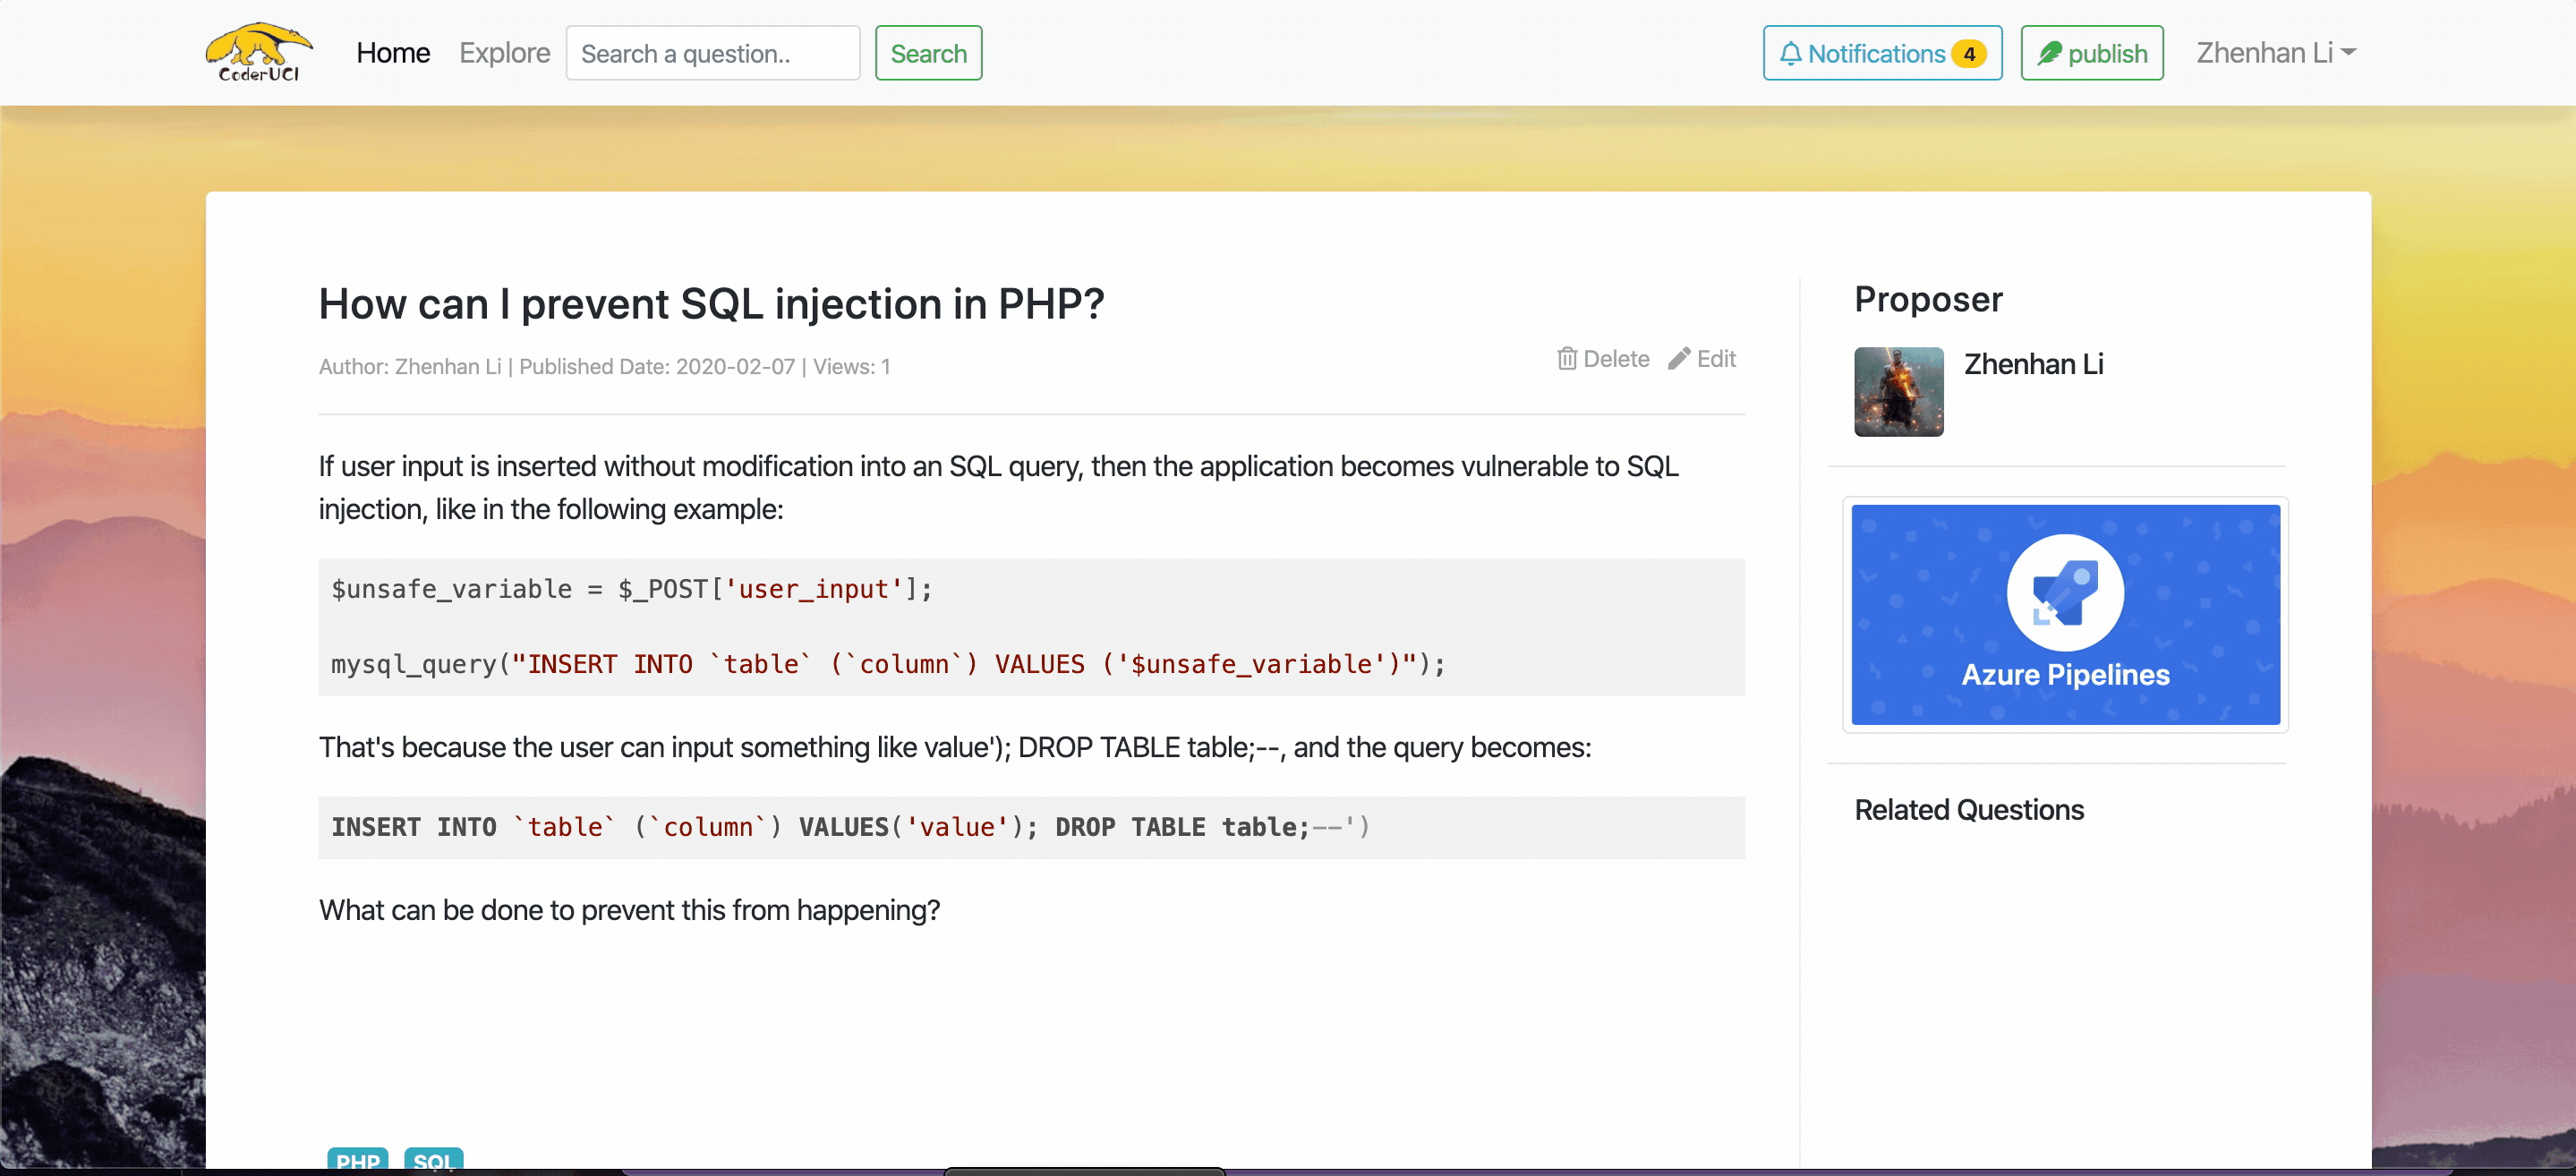 CoderUCI
Home Explore Search a question.. Search Notifications 4 publish Zhenhan Li
How can I prevent SQL injection in PHP?
Author: Zhenhan Li | Published Date: 2020-02-07 | Views: 1
Delete Edit
If user input is inserted without modification into an SQL query, then the application becomes vulnerable to SQL
injection, like in the following example:
$unsafe_variable = $_POST['user_input'];
mysql_query("INSERT INTO `table` (`column`) VALUES ('$unsafe_variable')");
That's because the user can input something like value'); DROP TABLE table;--, and the query becomes:
INSERT INTO `table` (`column`) VALUES('value'); DROP TABLE table;--')
What can be done to prevent this from happening?
PHP SQL
Proposer
Zhenhan Li
Azure Pipelines
Related Questions